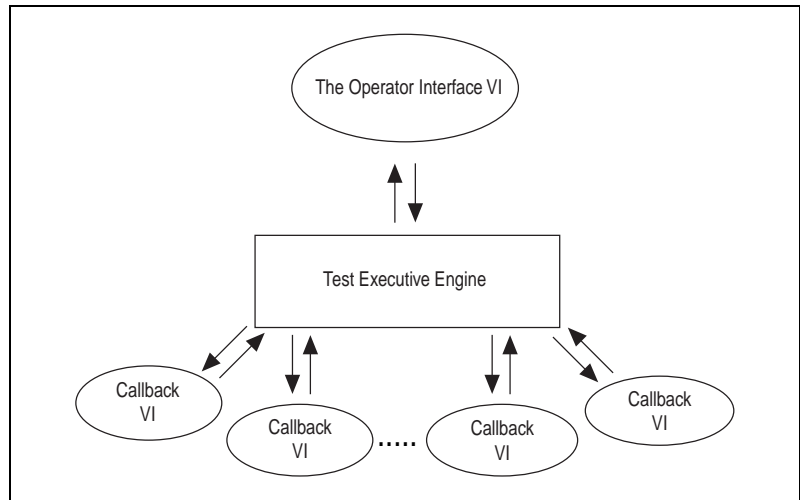 The Operator Interface VI
Test Executive Engine
Callback
VI
Callback
VI
.....
Callback
VI
Callback
VI